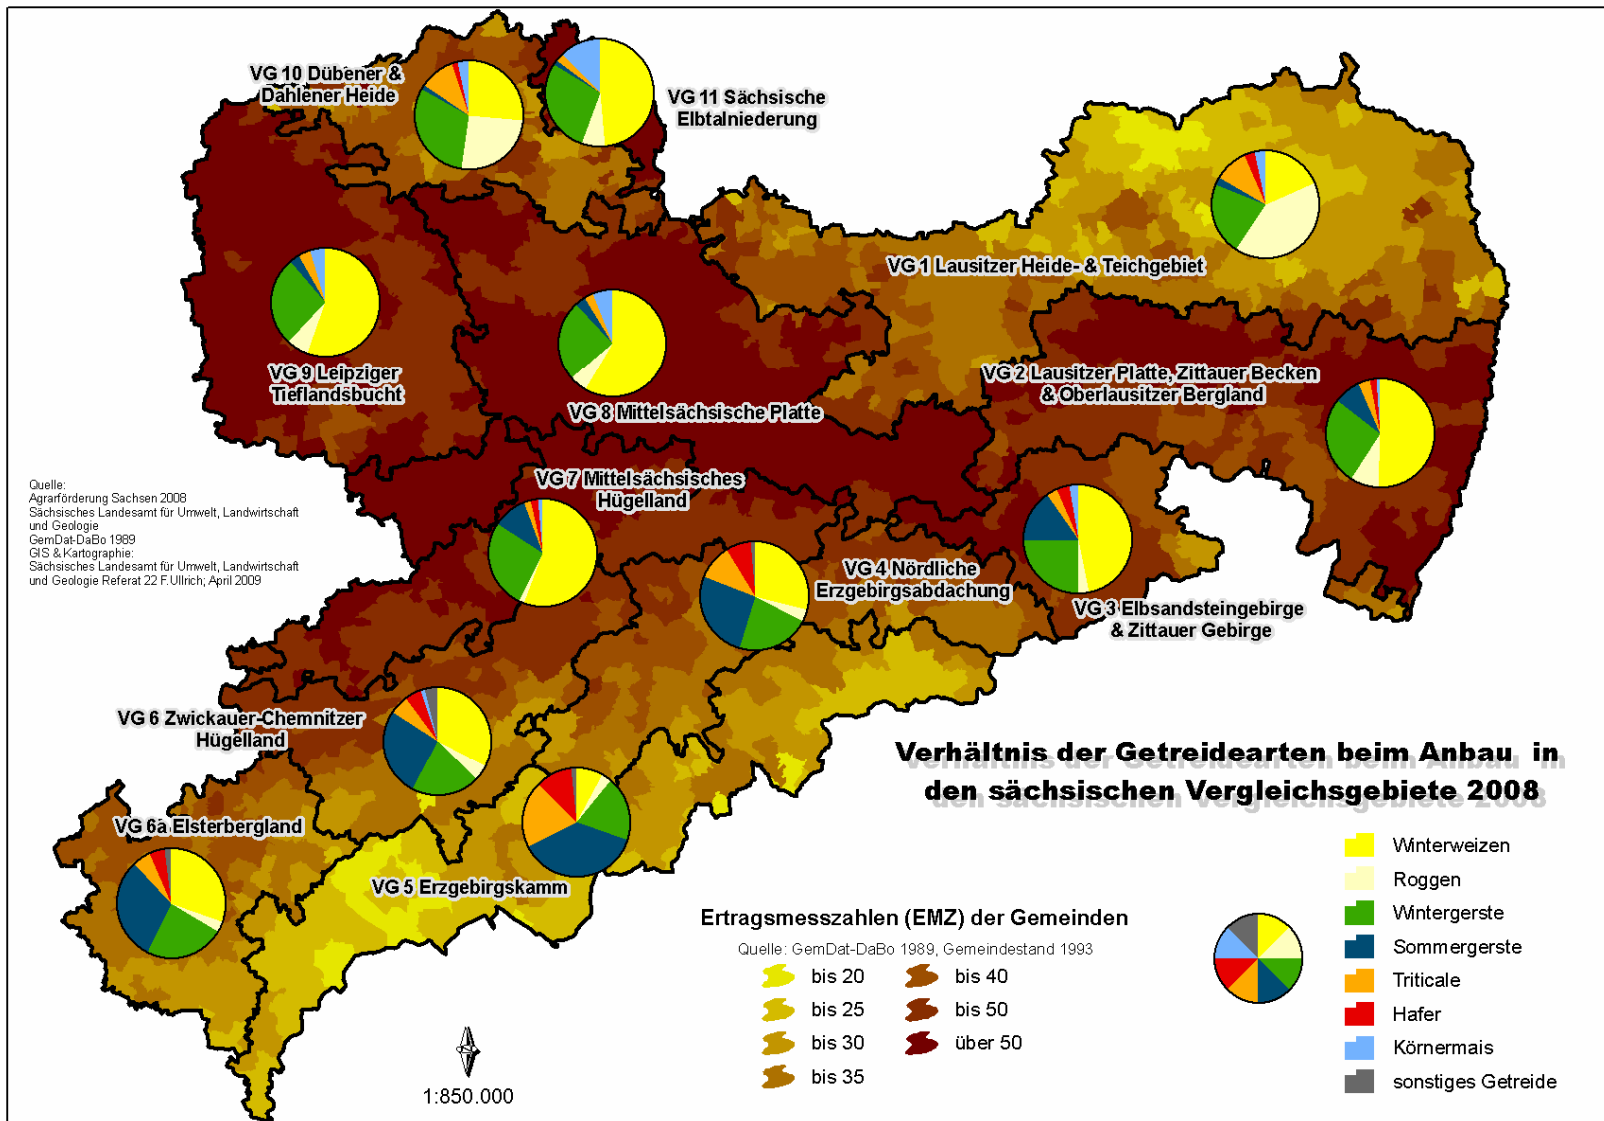 VG 10 Dübener &
Dahlener Heide
VG 11 Sächsische
Elbtalniederung
VG 1 Lausitzer Heide- & Teichgebiet
VG 9 Leipziger
Tieflandsbucht
VG 8 Mittelsächsische Platte
VG 2 Lausitzer Platte, Zittauer Becken
& Oberlausitzer Bergland
VG 7 Mittelsächsisches
Hügelland
Quelle:
Agrarförderung Sachsen 2008
Sächsisches Landesamt für Umwelt, Landwirtschaft
und Geologie
GemDat-DaBo 1989
GIS & Kartographie:
Sächsisches Landesamt für Umwelt, Landwirtschaft
und Geologie Referat 22 F.Ullrich; April 2009
VG 4 Nördliche
Erzgebirgsabdachung
VG 3 Elbsandsteingebirge
& Zittauer Gebirge
VG 6 Zwickauer-Chemnitzer
Hügelland
VG 6a Elsterbergland
VG 5 Erzgebirgskamm
Verhältnis der Getreidearten beim Anbau in
den sächsischen Vergleichsgebiete 2008
Ertragsmesszahlen (EMZ) der Gemeinden
Quelle: GemDat-DaBo 1989, Gemeindestand 1993
bis 20
bis 25
bis 30
bis 35
bis 40
bis 50
über 50
Winterweizen
Roggen
Wintergerste
Sommergerste
Triticale
Hafer
Körnermais
sonstiges Getreide
1:850.000